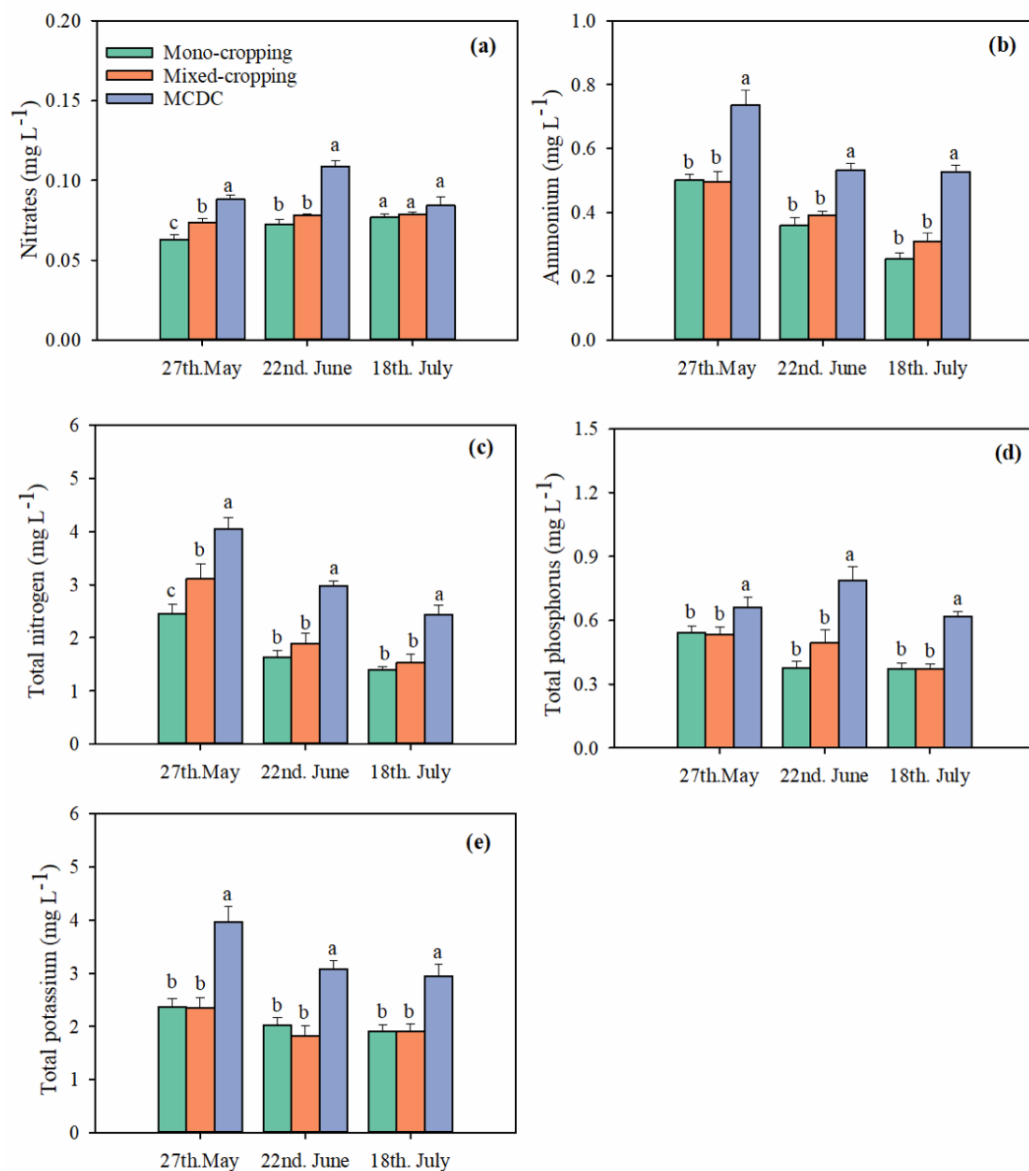 (a)
Mono-cropping
Mixed-cropping
MCDC
Nitrates (mg L-1)
0.20
0.15
0.10
0.05
0.00
c b a
b b a
a a a
27th.May 22nd. June 18th. July
(b)
Ammonium (mg L-1)
1.0
0.8
0.6
0.4
0.2
0.0
b b a
b b a
b b a
27th.May 22nd. June 18th. July
(c)
Total nitrogen (mg L-1)
6
5
4
3
2
1
0
c b a
b b a
b b a
27th.May 22nd. June 18th. July
(d)
Total phosphorus (mg L-1)
1.5
1.2
0.9
0.6
0.3
0.0
b b a
b b a
b b a
27th.May 22nd. June 18th. July
(e)
Total potassium (mg L-1)
6
5
4
3
2
1
0
b b a
b b a
b b a
27th.May 22nd. June 18th. July